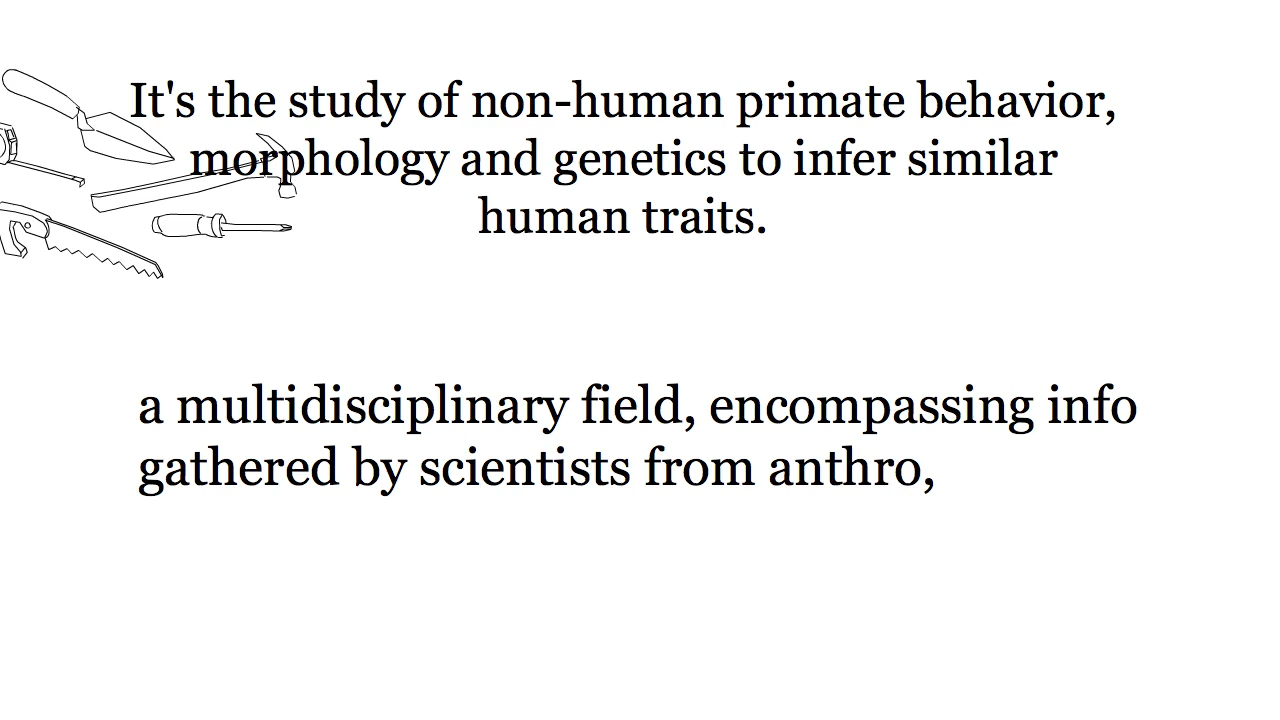 It's the study of non-human primate behavior,
morphology and genetics to infer similar
human traits.
a multidisciplinary field, encompassing info
gathered by scientists from anthro,